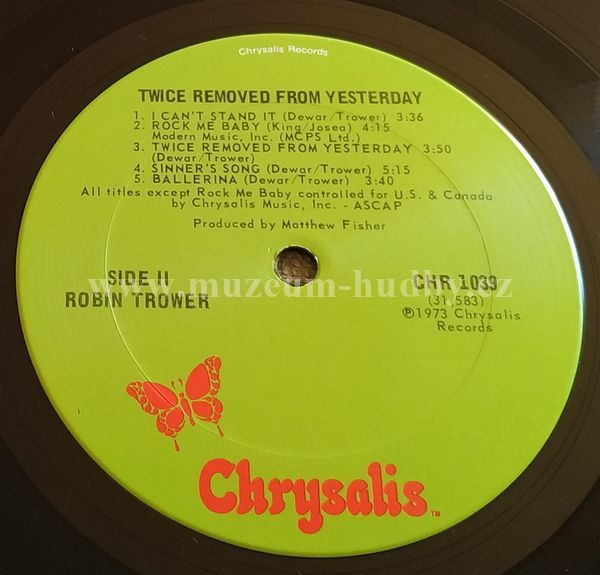 Chrysalis Records
TWICE REMOVED FROM YESTERDAY
1. I CAN'T STAND IT (Dewar/Trower) 3:36
2. ROCK ME BABY (King/Josea) 4:15
Modern Music, Inc. (MCPS Ltd.)
3. TWICE REMOVED FROM YESTERDAY 3:50
(Dewar/Trower)
4. SINNER'S SONG (Dewar/Trower) 5:15
5. BALLERINA (Dewar/Trower) 3:40
All titles except Rock Me Baby controlled for U.S. & Canada
by Chrysalis Music, Inc. - ASCAP
Produced by Matthew Fisher
www.muzeum-hudby.cz
SIDE II
ROBIN TROWER
CHR 1039
(31,583)
℗1973 Chrysalis
Records
Chrysalis™